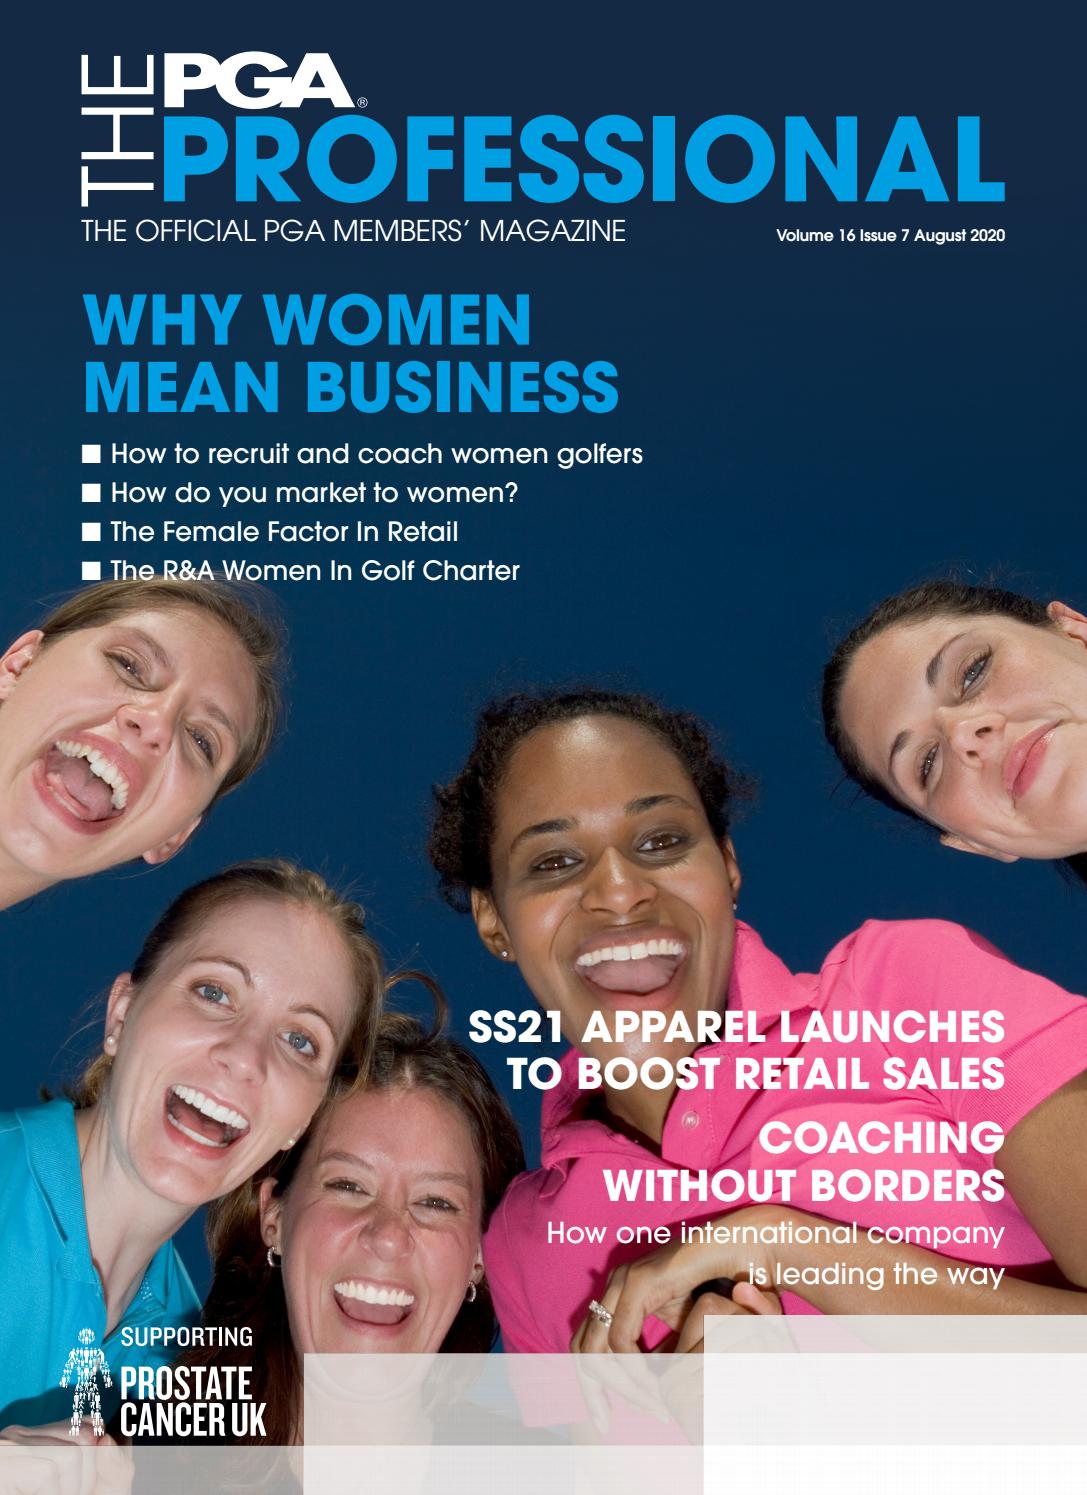 THE PGA®
PROFESSIONAL
THE OFFICIAL PGA MEMBERS’ MAGAZINE
Volume 16 Issue 7 August 2020
WHY WOMEN
MEAN BUSINESS
■ How to recruit and coach women golfers
■ How do you market to women?
■ The Female Factor In Retail
■ The R&A Women In Golf Charter
SS21 APPAREL LAUNCHES
TO BOOST RETAIL SALES
COACHING
WITHOUT BORDERS
How one international company
is leading the way
SUPPORTING
PROSTATE
CANCER UK